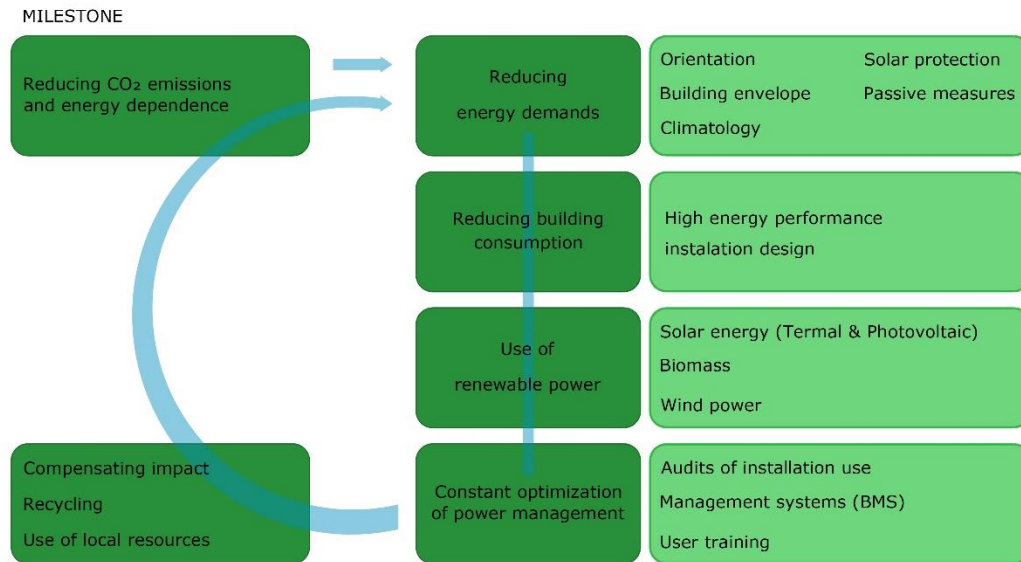 MILESTONE
Reducing CO₂ emissions
and energy dependence
Reducing
energy demands
Orientation
Solar protection
Building envelope
Passive measures
Climatology
Reducing building
consumption
High energy performance
instalation design
Use of
renewable power
Solar energy (Termal & Photovoltaic)
Biomass
Wind power
Compensating impact
Recycling
Use of local resources
Constant optimization
of power management
Audits of installation use
Management systems (BMS)
User training